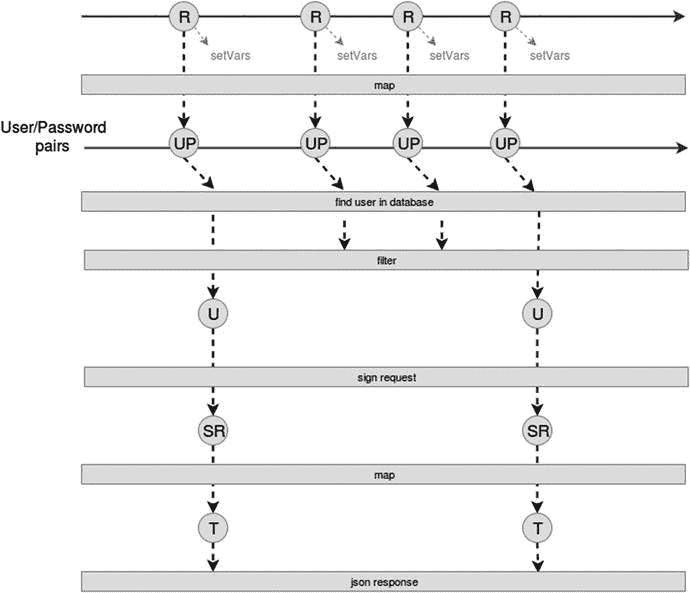 R R R R
setVars setVars setVars setVars
map
User/Password
pairs
UP UP UP UP
find user in database
filter
U U
sign request
SR SR
map
T T
json response